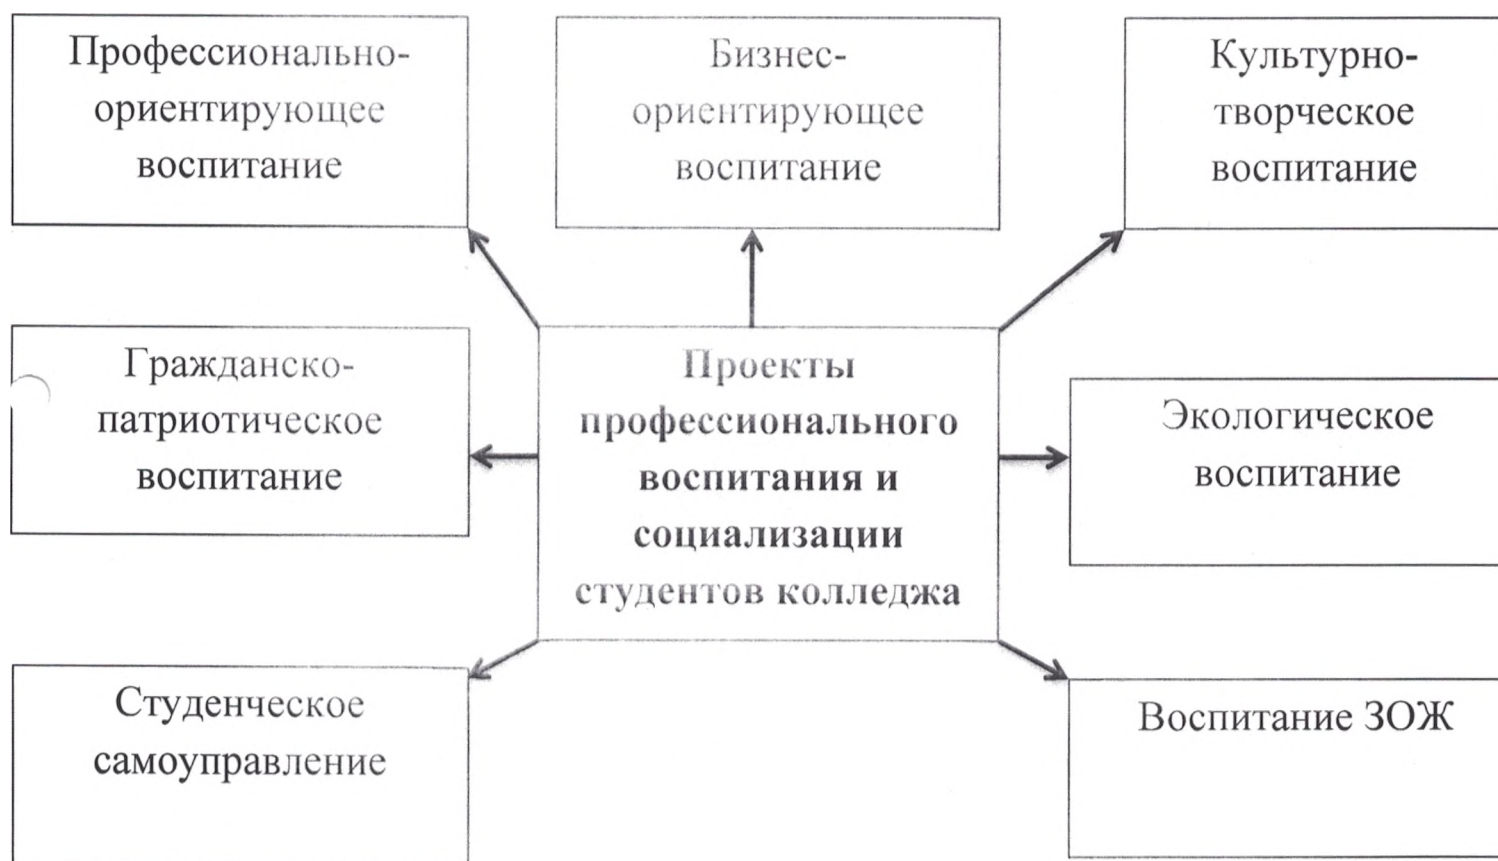 Профессионально-
ориентирующее
воспитание
Бизнес-
ориентирующее
воспитание
Культурно-
творческое
воспитание
Гражданско-
патриотическое
воспитание
Проекты
профессионального
воспитания и
социализации
студентов колледжа
Экологическое
воспитание
Студенческое
самоуправление
Воспитание ЗОЖ